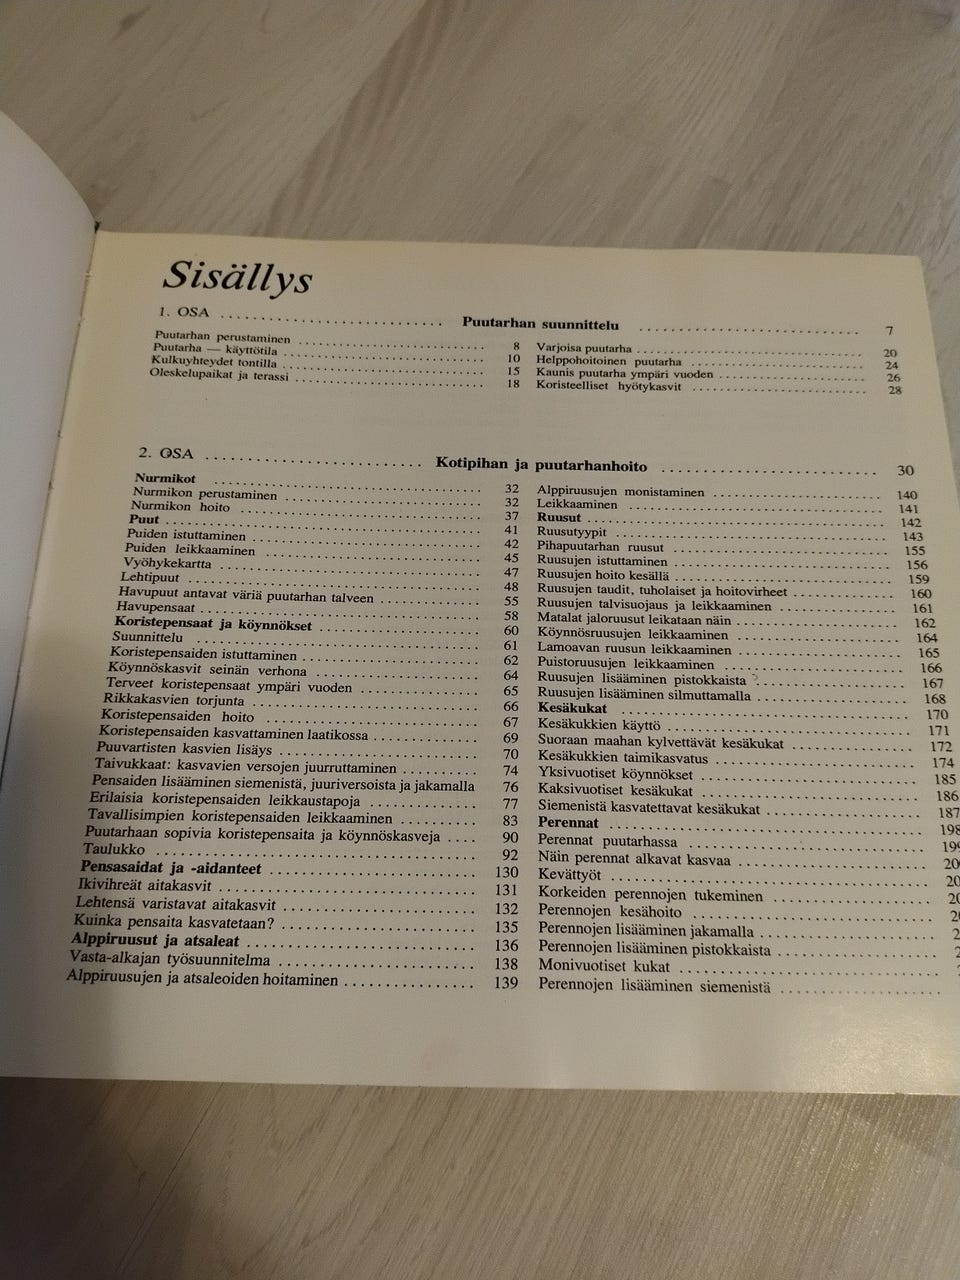 Sisällys
1. OSA ........ Puutarhan suunnittelu ........ 7
Puutarhan perustaminen ........ 8
Puutarha — käyttötila ........ 10
Kulkuyhteydet tontilla ........ 15
Oleskelupaikat ja terassi ........ 18
Varjoisa puutarha ........ 20
Helppohoitoinen puutarha ........ 24
Kaunis puutarha ympäri vuoden ........ 26
Koristeelliset hyötykasvit ........ 28
2. OSA ........ Kotipihan ja puutarhanhoito ........ 30
Nurmikot ........ 32
Nurmikon perustaminen ........ 32
Nurmikon hoito ........ 37
Puut ........ 41
Puiden istuttaminen ........ 42
Puiden leikkaaminen ........ 45
Vyöhykekartta ........ 47
Lehtipuut ........ 48
Havupuut antavat väriä puutarhan talveen ........ 55
Havupensaat ........ 58
Koristepensaat ja köynnökset ........ 60
Suunnittelu ........ 61
Koristepensaiden istuttaminen ........ 62
Köynnöskasvit seinän verhona ........ 64
Terveet koristepensaat ympäri vuoden ........ 65
Rikkakasvien torjunta ........ 66
Koristepensaiden hoito ........ 67
Koristepensaiden kasvattaminen laatikossa ........ 69
Puuvartisten kasvien lisäys ........ 70
Taivukkaat: kasvavien versojen juurruttaminen ........ 74
Pensaiden lisääminen siemenistä, juuriversoista ja jakamalla 76
Erilaisia koristepensaiden leikkaustapoja ........ 77
Tavallisimpien koristepensaiden leikkaaminen ........ 83
Puutarhaan sopivia koristepensaita ja köynnöskasveja .... 90
Taulukko ........ 92
Pensasaidat ja -aidanteet ........ 130
Ikivihreät aitakasvit ........ 131
Lehtensä varistavat aitakasvit ........ 132
Kuinka pensaita kasvatetaan? ........ 135
Alppiruusut ja atsaleat ........ 136
Vasta-alkajan työsuunnitelma ........ 138
Alppiruusujen ja atsaleoiden hoitaminen ........ 139
Alppiruusujen monistaminen ........ 140
Leikkaaminen ........ 141
Ruusut ........ 142
Ruusutyypit ........ 143
Pihapuutarhan ruusut ........ 155
Ruusujen istuttaminen ........ 156
Ruusujen hoito kesällä ........ 159
Ruusujen taudit, tuholaiset ja hoitovirheet ........ 160
Ruusujen talvisuojaus ja leikkaaminen ........ 161
Matalat jaloruusut leikataan näin ........ 162
Köynnösruusujen leikkaaminen ........ 164
Lamoavan ruusun leikkaaminen ........ 165
Puistoruusujen leikkaaminen ........ 166
Ruusujen lisääminen pistokkaista ........ 167
Ruusujen lisääminen silmuttamalla ........ 168
Kesäkukat ........ 170
Kesäkukkien käyttö ........ 171
Suoraan maahan kylvettävät kesäkukat ........ 172
Kesäkukkien taimikasvatus ........ 174
Yksivuotiset köynnökset ........ 185
Kaksivuotiset kesäkukat ........ 186
Siemenistä kasvatettavat kesäkukat ........ 187
Perennat ........ 198
Perennat puutarhassa ........
Näin perennat alkavat kasvaa ........
Kevättyöt ........
Korkeiden perennojen tukeminen ........
Perennojen kesähoito ........
Perennojen lisääminen jakamalla ........
Perennojen lisääminen pistokkaista ........
Monivuotiset kukat ........
Perennojen lisääminen siemenistä ........